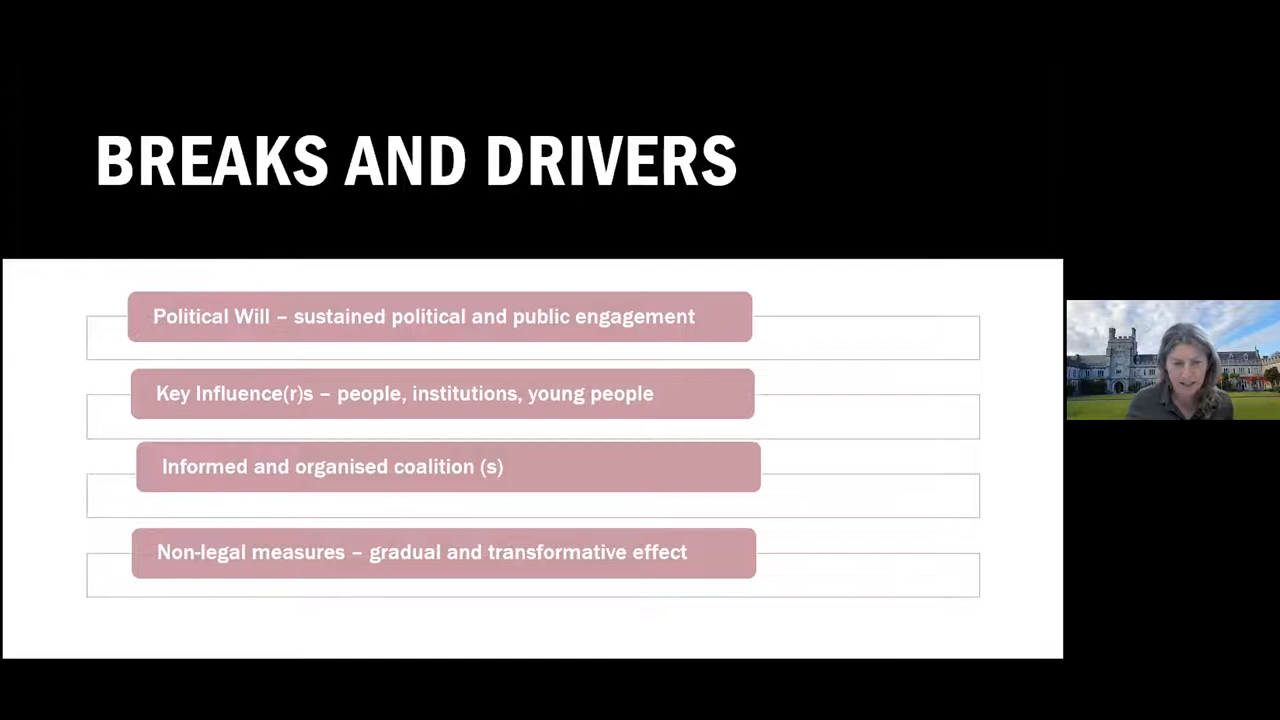 BREAKS AND DRIVERS
Political Will – sustained political and public engagement
Key Influence(r)s – people, institutions, young people
Informed and organised coalition (s)
Non-legal measures – gradual and transformative effect